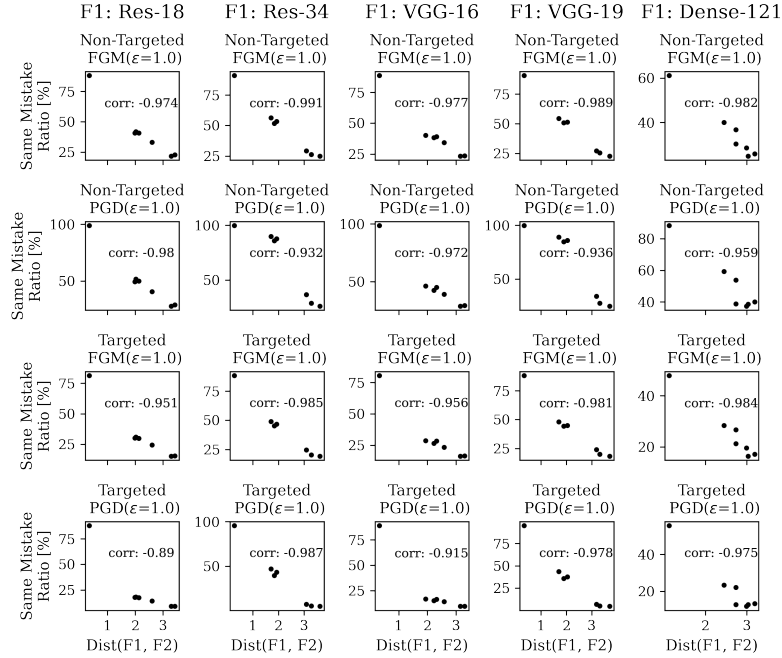 F1: Res-18 F1: Res-34 F1: VGG-16 F1: VGG-19 F1: Dense-121
Non-Targeted Non-Targeted Non-Targeted Non-Targeted Non-Targeted
FGM(ε=1.0) FGM(ε=1.0) FGM(ε=1.0) FGM(ε=1.0) FGM(ε=1.0)
Same Mistake
Ratio [%]
75 50 25
corr: -0.974
75 50 25
corr: -0.991
75 50 25
corr: -0.977
75 50 25
corr: -0.989
60 40
corr: -0.982
Non-Targeted Non-Targeted Non-Targeted Non-Targeted Non-Targeted
PGD(ε=1.0) PGD(ε=1.0) PGD(ε=1.0) PGD(ε=1.0) PGD(ε=1.0)
Same Mistake
Ratio [%]
100 50
corr: -0.98
100 75 50
corr: -0.932
100 50
corr: -0.972
100 50
corr: -0.936
80 60 40
corr: -0.959
Targeted Targeted Targeted Targeted Targeted
FGM(ε=1.0) FGM(ε=1.0) FGM(ε=1.0) FGM(ε=1.0) FGM(ε=1.0)
Same Mistake
Ratio [%]
75 50 25
corr: -0.951
75 50 25
corr: -0.985
75 50 25
corr: -0.956
75 50 25
corr: -0.981
40 20
corr: -0.984
Targeted Targeted Targeted Targeted Targeted
PGD(ε=1.0) PGD(ε=1.0) PGD(ε=1.0) PGD(ε=1.0) PGD(ε=1.0)
Same Mistake
Ratio [%]
75 50 25
corr: -0.89
100 50
corr: -0.987
75 50 25
corr: -0.915
75 50 25
corr: -0.978
40 20
corr: -0.975
1 2 3 1 2 3 1 2 3 1 2 3 2 3
Dist(F1, F2) Dist(F1, F2) Dist(F1, F2) Dist(F1, F2) Dist(F1, F2)